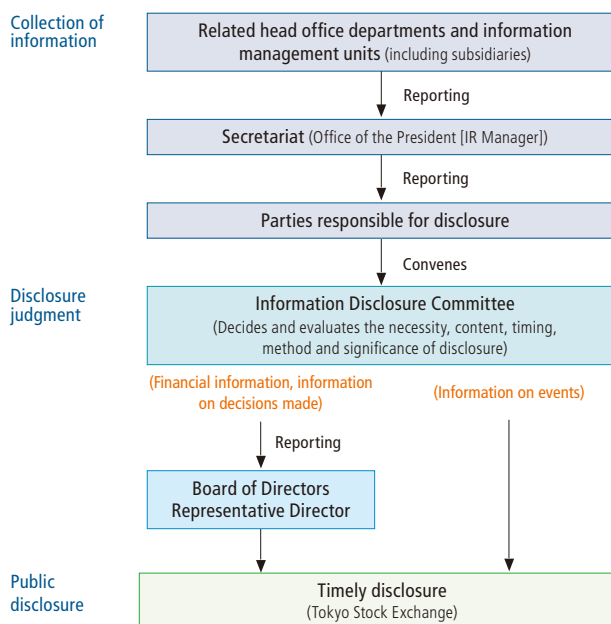 Collection of
information
Related head office departments and information
management units (including subsidiaries)
Reporting
Secretariat (Office of the President [IR Manager])
Reporting
Parties responsible for disclosure
Convenes
Disclosure
judgment
Information Disclosure Committee
(Decides and evaluates the necessity, content, timing,
method and significance of disclosure)
(Financial information, information
on decisions made)
(Information on events)
Reporting
Board of Directors
Representative Director
Public
disclosure
Timely disclosure
(Tokyo Stock Exchange)